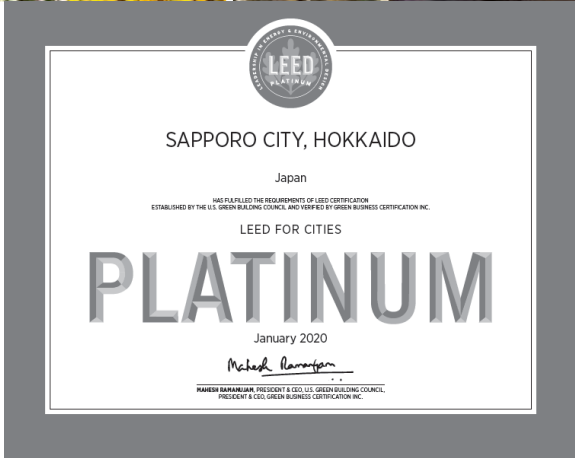 LEADERSHIP IN ENERGY & ENVIRONMENTAL DESIGN
LEED
PLATINUM
SAPPORO CITY, HOKKAIDO
Japan
HAS FULFILLED THE REQUIREMENTS OF LEED CERTIFICATION
ESTABLISHED BY THE U.S. GREEN BUILDING COUNCIL AND VERIFIED BY GREEN BUSINESS CERTIFICATION INC.
LEED FOR CITIES
PLATINUM
January 2020
Mahesh Ramanujam
MAHESH RAMANUJAM, PRESIDENT & CEO, U.S. GREEN BUILDING COUNCIL,
PRESIDENT & CEO, GREEN BUSINESS CERTIFICATION INC.